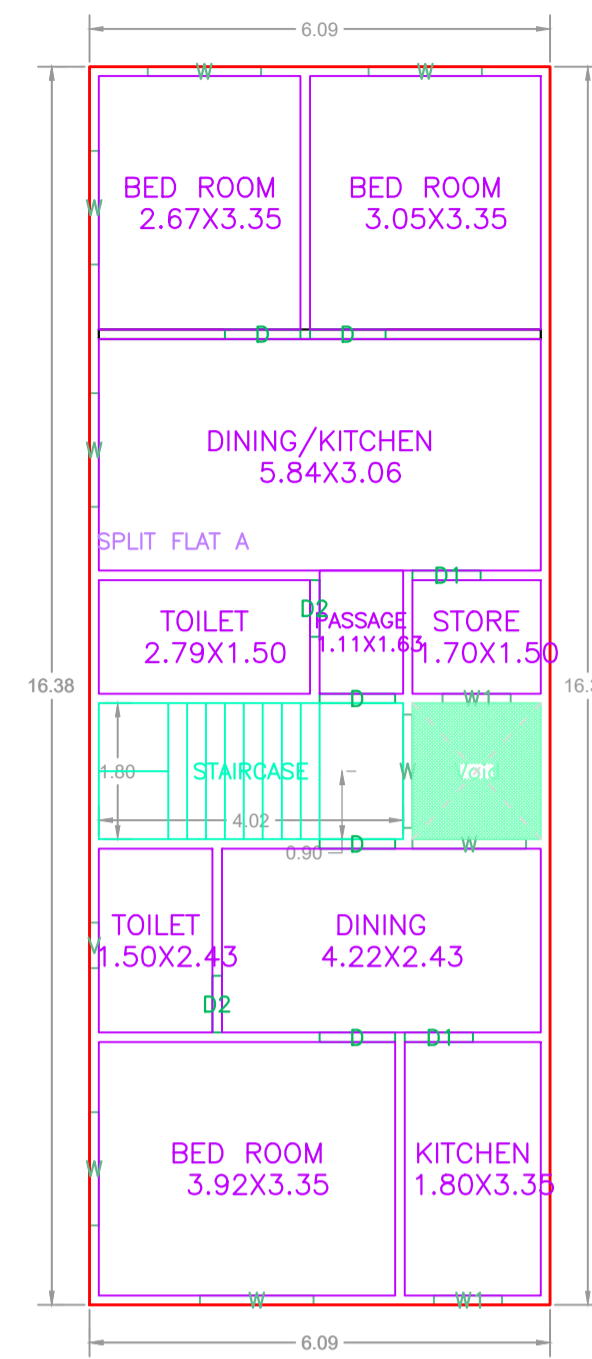 6.09
W W
BED ROOM BED ROOM
2.67X3.35 3.05X3.35
W
D D
DINING/KITCHEN
5.84X3.06
W
SPLIT FLAT A
D1
D2
TOILET PASSAGE STORE
2.79X1.50 1.11X1.63 1.70X1.50
16.38
D W1
STAIRCASE W
1.80
4.02
0.90 D W
TOILET DINING
1.50X2.43 4.22X2.43
V
D2
D D1
BED ROOM KITCHEN
3.92X3.35 1.80X3.35
W
W W1
6.09